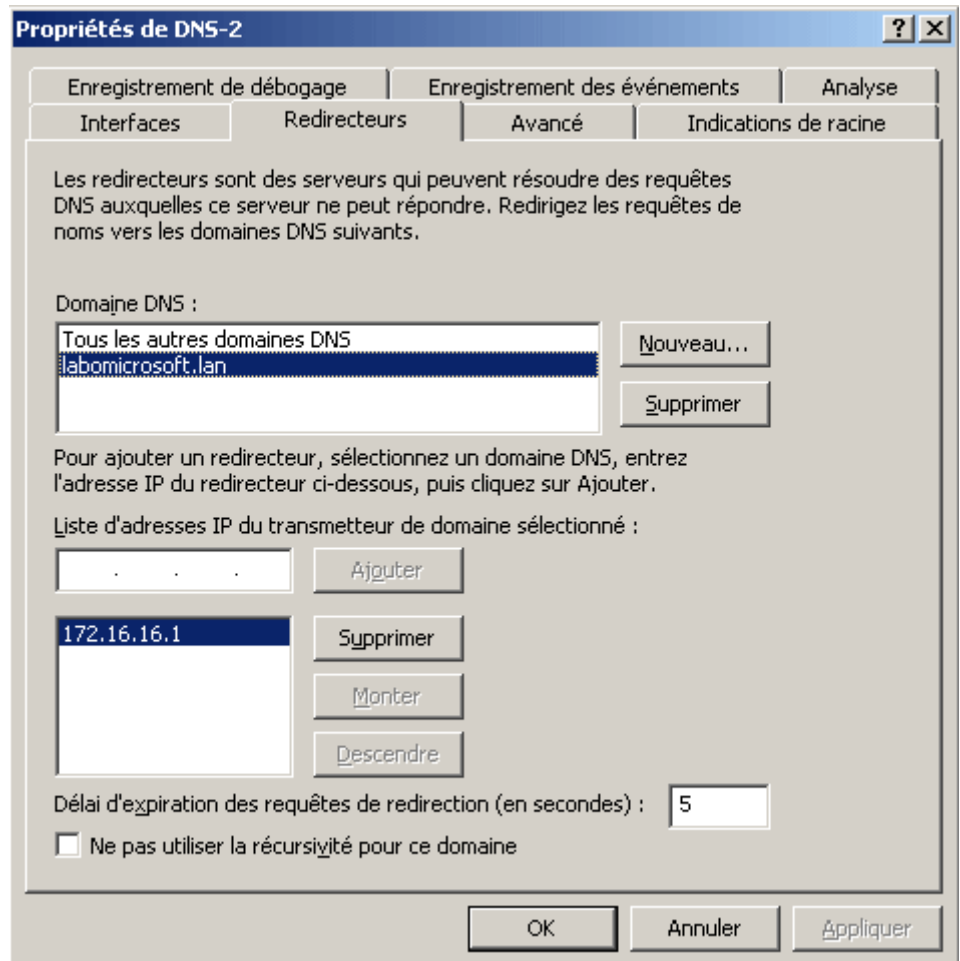 Propriétés de DNS-2
Enregistrement de débogage
Enregistrement des événements
Analyse
Interfaces
Redirecteurs
Avancé
Indications de racine
Les redirecteurs sont des serveurs qui peuvent résoudre des requêtes
DNS auxquelles ce serveur ne peut répondre. Redirigez les requêtes de
noms vers les domaines DNS suivants.
Domaine DNS :
Tous les autres domaines DNS
labomicrosoft.lan
Nouveau...
Supprimer
Pour ajouter un redirecteur, sélectionnez un domaine DNS, entrez
l'adresse IP du redirecteur ci-dessous, puis cliquez sur Ajouter.
Liste d'adresses IP du transmetteur de domaine sélectionné :
. . .
Ajouter
172.16.16.1
Supprimer
Monter
Descendre
Délai d'expiration des requêtes de redirection (en secondes) : 5
Ne pas utiliser la récursivité pour ce domaine
OK
Annuler
Appliquer